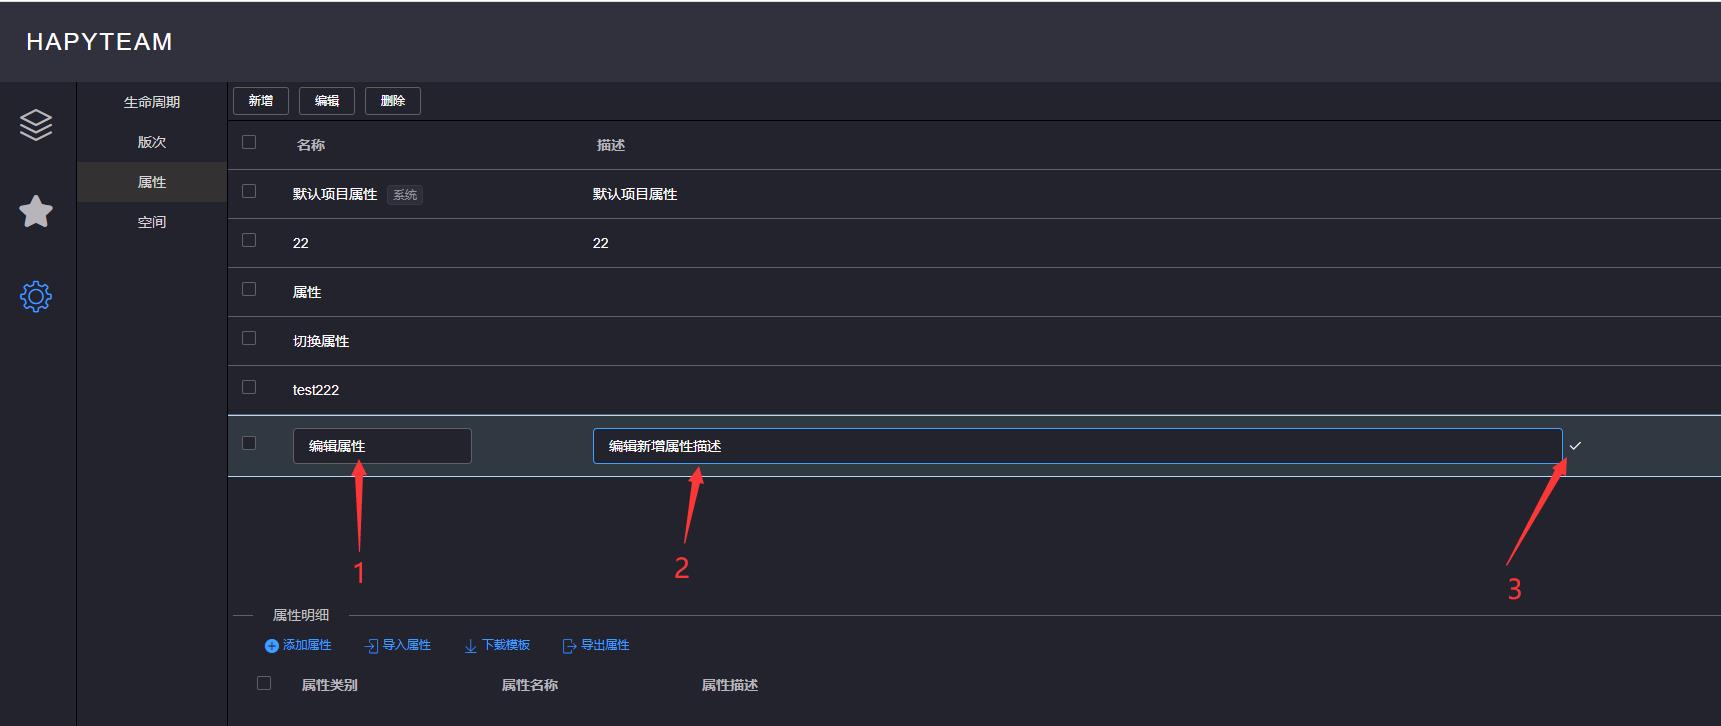 HAPYTEAM
生命周期
版次
属性
空间
新增 编辑 删除
名称 描述
默认项目属性 系统 默认项目属性
22 22
属性
切换属性
test222
编辑属性 编辑新增属性描述
1 2 3
属性明细
添加属性 导入属性 下载模板 导出属性
属性类别 属性名称 属性描述